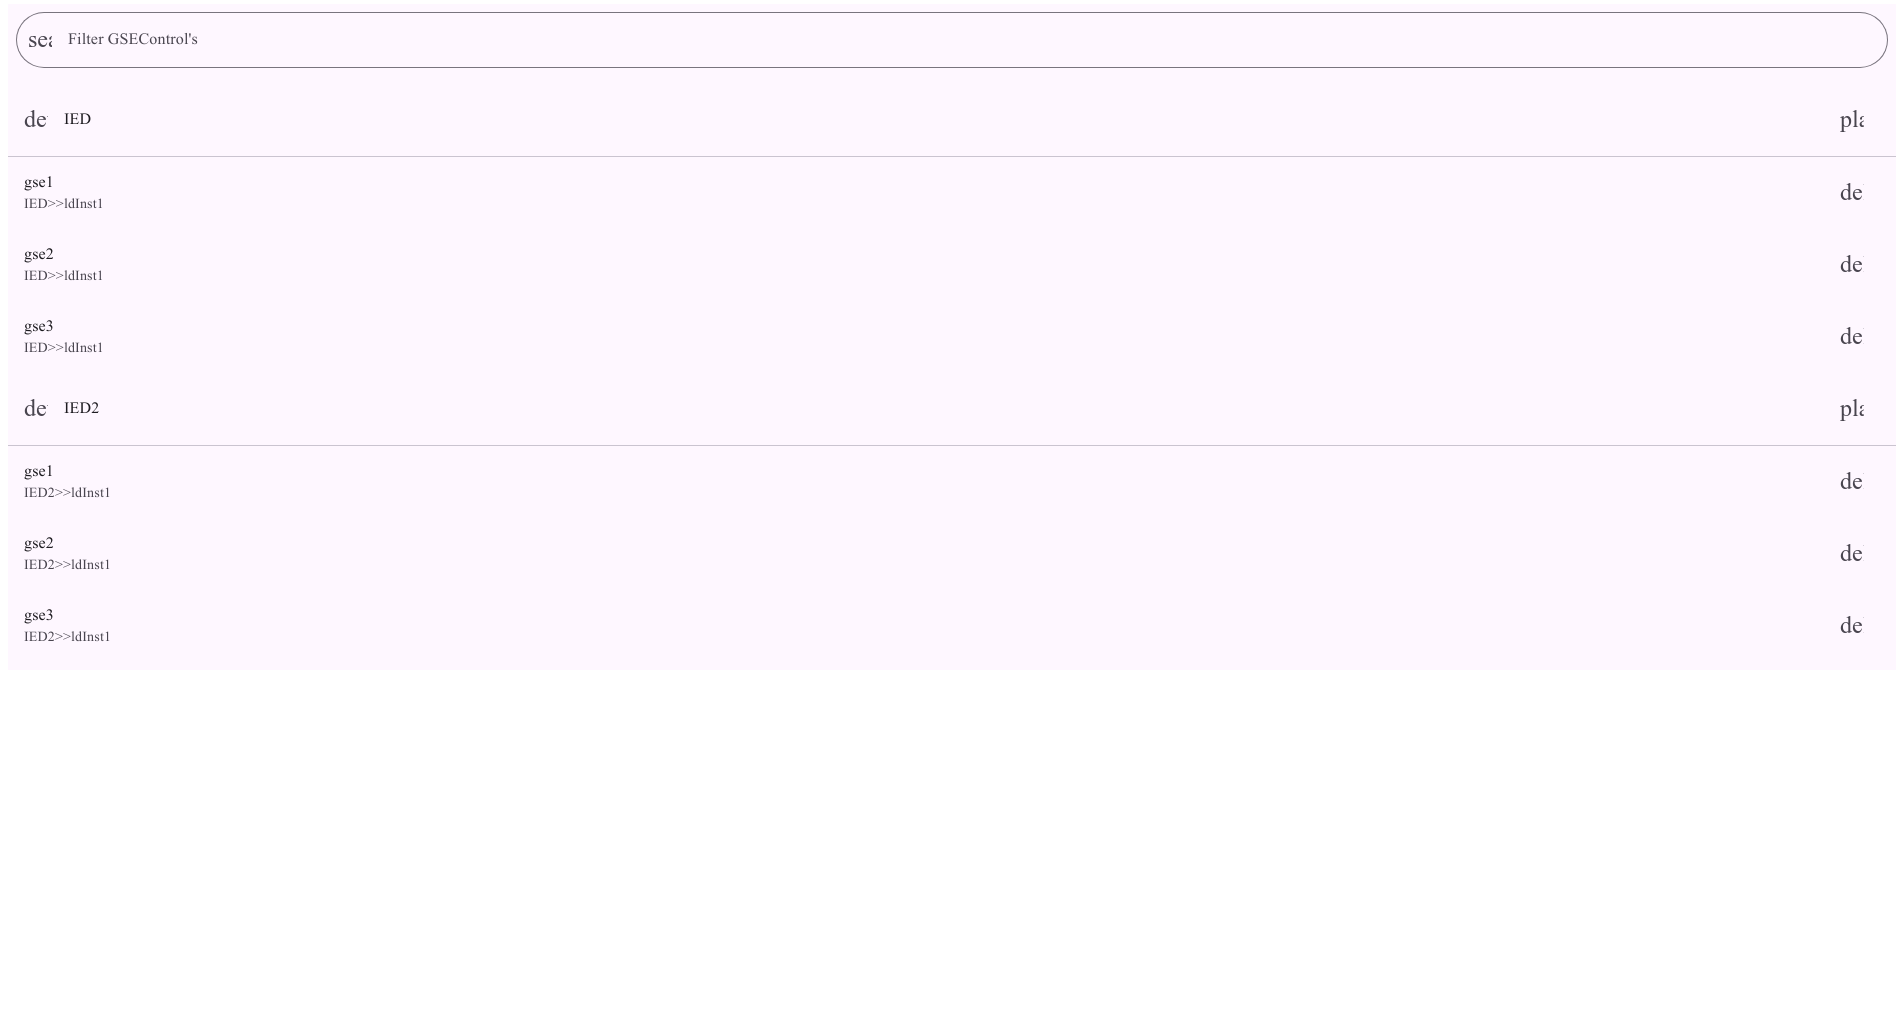 sea Filter GSEControl's
de IED pla
gse1
IED>>ldInst1
de
gse2
IED>>ldInst1
de
gse3
IED>>ldInst1
de
de IED2 pla
gse1
IED2>>ldInst1
de
gse2
IED2>>ldInst1
de
gse3
IED2>>ldInst1
de